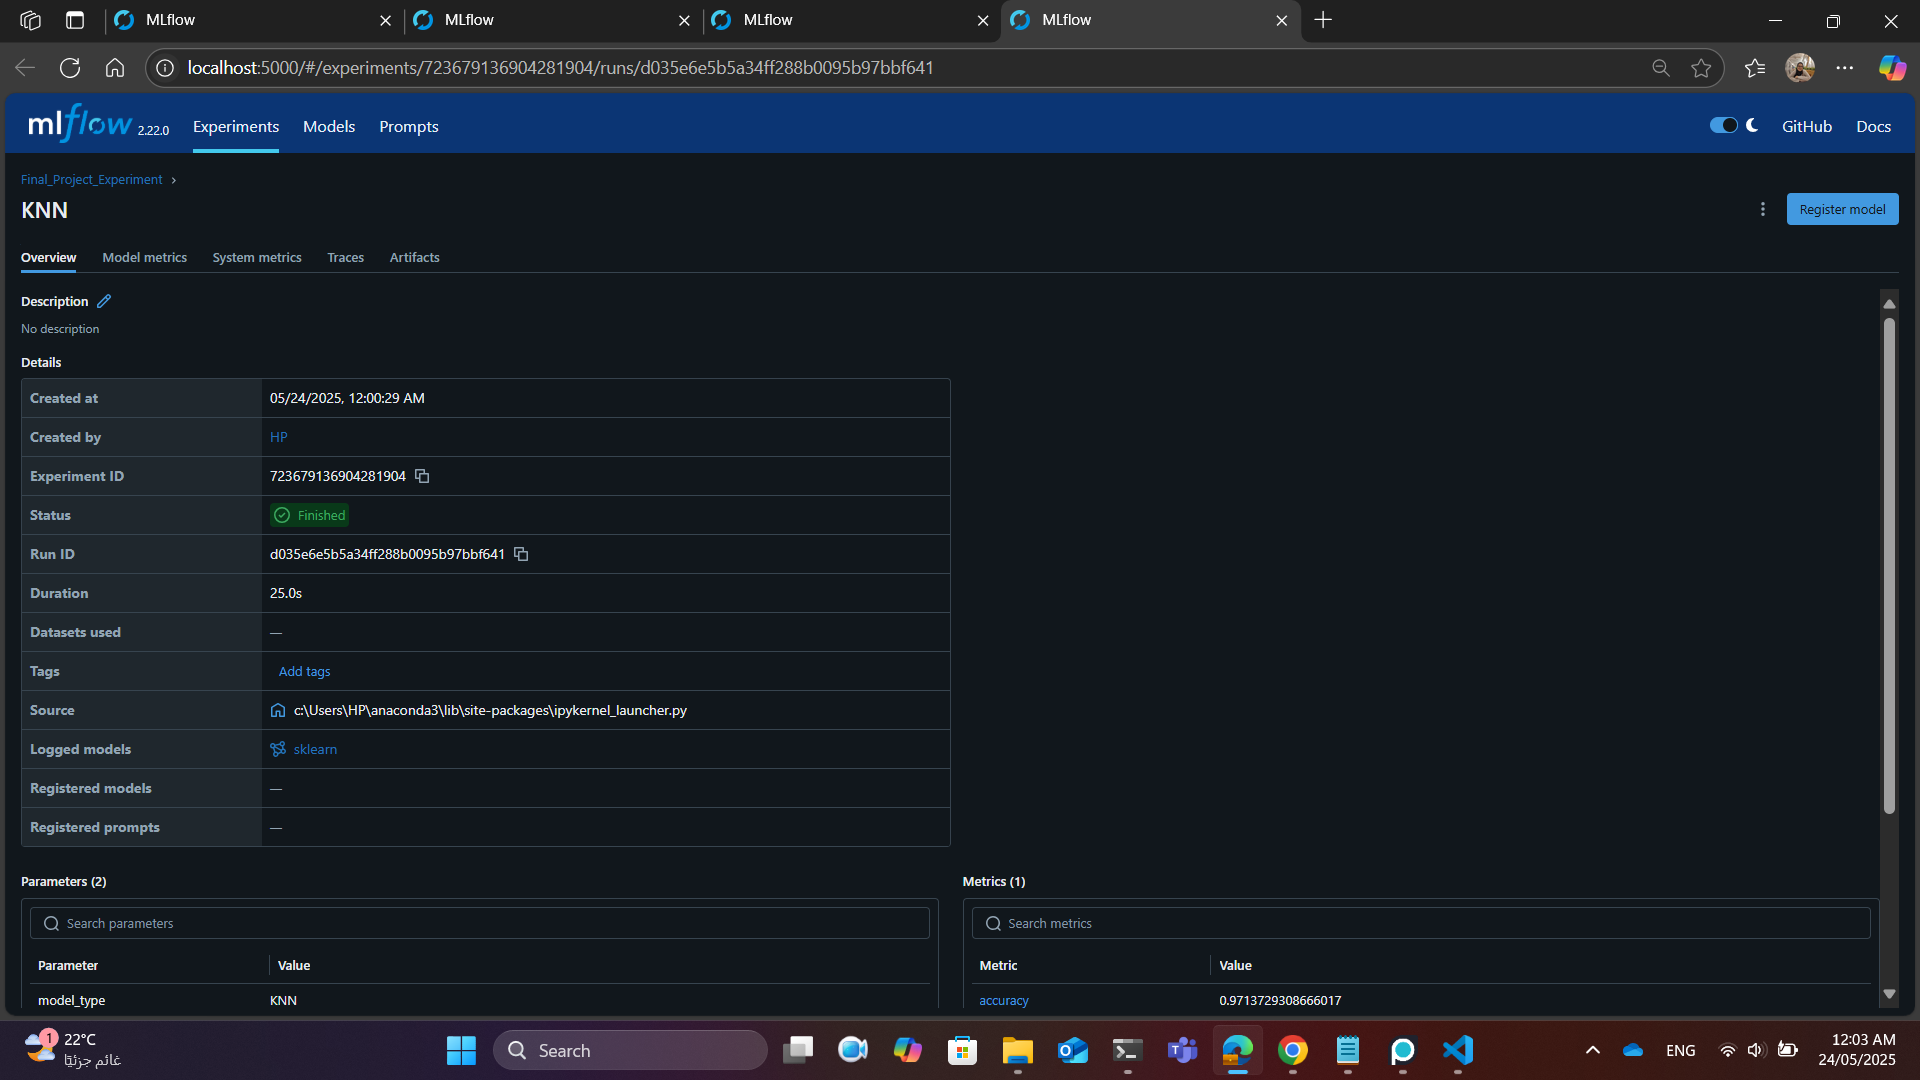 MLflow
MLflow
MLflow
MLflow
localhost:5000/#/experiments/723679136904281904/runs/d035e6e5b5a34ff288b0095b97bbf641
mlflow 2.22.0
Experiments
Models
Prompts
GitHub
Docs
Final_Project_Experiment
KNN
Register model
Overview
Model metrics
System metrics
Traces
Artifacts
Description
No description
Details
Created at 05/24/2025, 12:00:29 AM
Created by HP
Experiment ID 723679136904281904
Status Finished
Run ID d035e6e5b5a34ff288b0095b97bbf641
Duration 25.0s
Datasets used —
Tags Add tags
Source c:\Users\HP\anaconda3\lib\site-packages\ipykernel_launcher.py
Logged models sklearn
Registered models —
Registered prompts —
Parameters (2)
Search parameters
Parameter Value
model_type KNN
Metrics (1)
Search metrics
Metric Value
accuracy 0.9713729308666017
1
22°C
غائم جزئيًا
Search
ENG
12:03 AM
24/05/2025